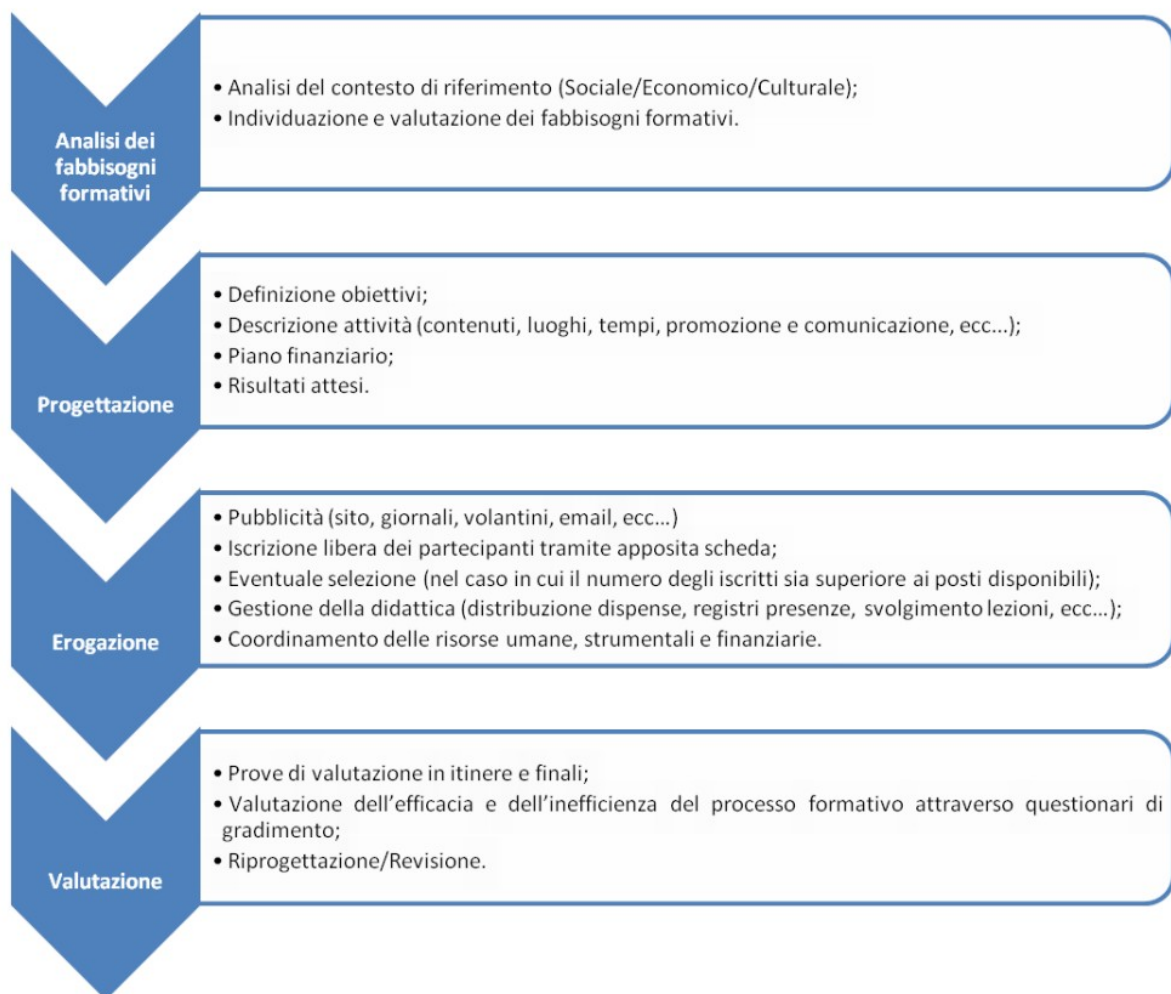 Analisi dei
fabbisogni
formativi
• Analisi del contesto di riferimento (Sociale/Economico/Culturale);
• Individuazione e valutazione dei fabbisogni formativi.
Progettazione
• Definizione obiettivi;
• Descrizione attività (contenuti, luoghi, tempi, promozione e comunicazione, ecc...);
• Piano finanziario;
• Risultati attesi.
Erogazione
• Pubblicità (sito, giornali, volantini, email, ecc...)
• Iscrizione libera dei partecipanti tramite apposita scheda;
• Eventuale selezione (nel caso in cui il numero degli iscritti sia superiore ai posti disponibili);
• Gestione della didattica (distribuzione dispense, registri presenze, svolgimento lezioni, ecc...);
• Coordinamento delle risorse umane, strumentali e finanziarie.
Valutazione
• Prove di valutazione in itinere e finali;
• Valutazione dell'efficacia e dell'inefficienza del processo formativo attraverso questionari di
gradimento;
• Riprogettazione/Revisione.